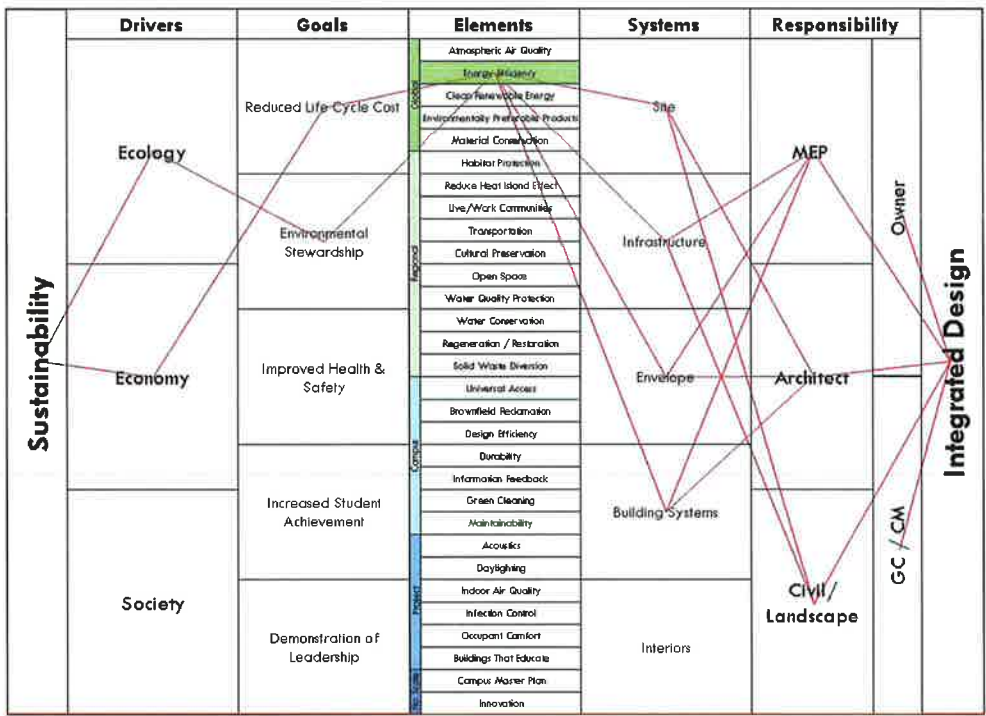 Drivers
Goals
Elements
Systems
Responsibility
Sustainability
Ecology
Economy
Society
Reduced Life Cycle Cost
Environmental
Stewardship
Improved Health &
Safety
Increased Student
Achievement
Demonstration of
Leadership
Global
Regional
Campus
Project
Atmospheric Air Quality
Energy Efficiency
Clean Renewable Energy
Environmentally Preferable Products
Material Conservation
Habitat Protection
Reduce Heat Island Effect
Live/Work Communities
Transportation
Cultural Preservation
Open Space
Water Quality Protection
Water Conservation
Regeneration / Restoration
Solid Waste Diversion
Universal Access
Brownfield Reclamation
Design Efficiency
Durability
Information Feedback
Green Cleaning
Maintainability
Acoustics
Daylighting
Indoor Air Quality
Infection Control
Occupant Comfort
Buildings That Educate
Campus Master Plan
Innovation
Site
Infrastructure
Envelope
Building Systems
Interiors
MEP
Architect
Civil/
Landscape
Owner
GC / CM
Integrated Design